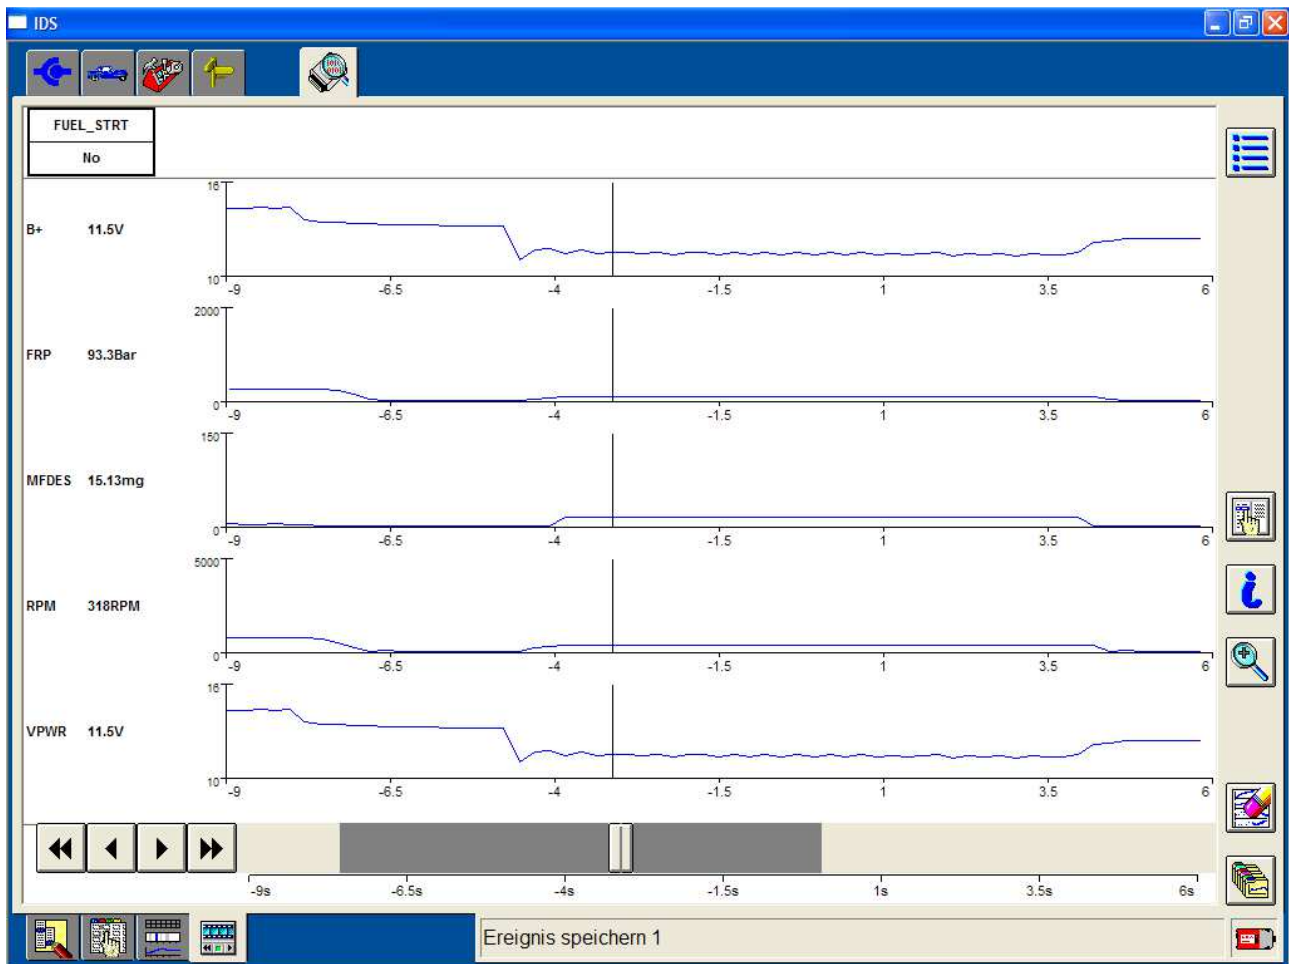 IDS
FUEL_STRT
No
B+ 11.5V
16
10
-9 -6.5 -4 -1.5 1 3.5 6
FRP 93.3Bar
2000
0
-9 -6.5 -4 -1.5 1 3.5 6
MFDES 15.13mg
150
0
-9 -6.5 -4 -1.5 1 3.5 6
RPM 318RPM
5000
0
-9 -6.5 -4 -1.5 1 3.5 6
VPWR 11.5V
16
10
-9 -6.5 -4 -1.5 1 3.5 6
-9s -6.5s -4s -1.5s 1s 3.5s 6s
Ereignis speichern 1